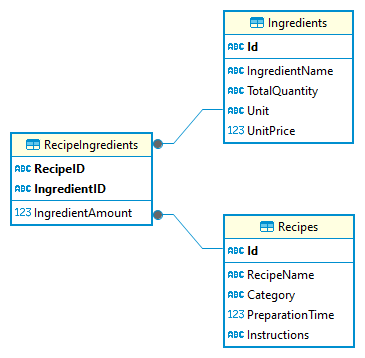 Ingredients
ABC Id
ABC IngredientName
ABC TotalQuantity
ABC Unit
123 UnitPrice
RecipeIngredients
ABC RecipeID
ABC IngredientID
123 IngredientAmount
Recipes
ABC Id
ABC RecipeName
ABC Category
123 PreparationTime
ABC Instructions